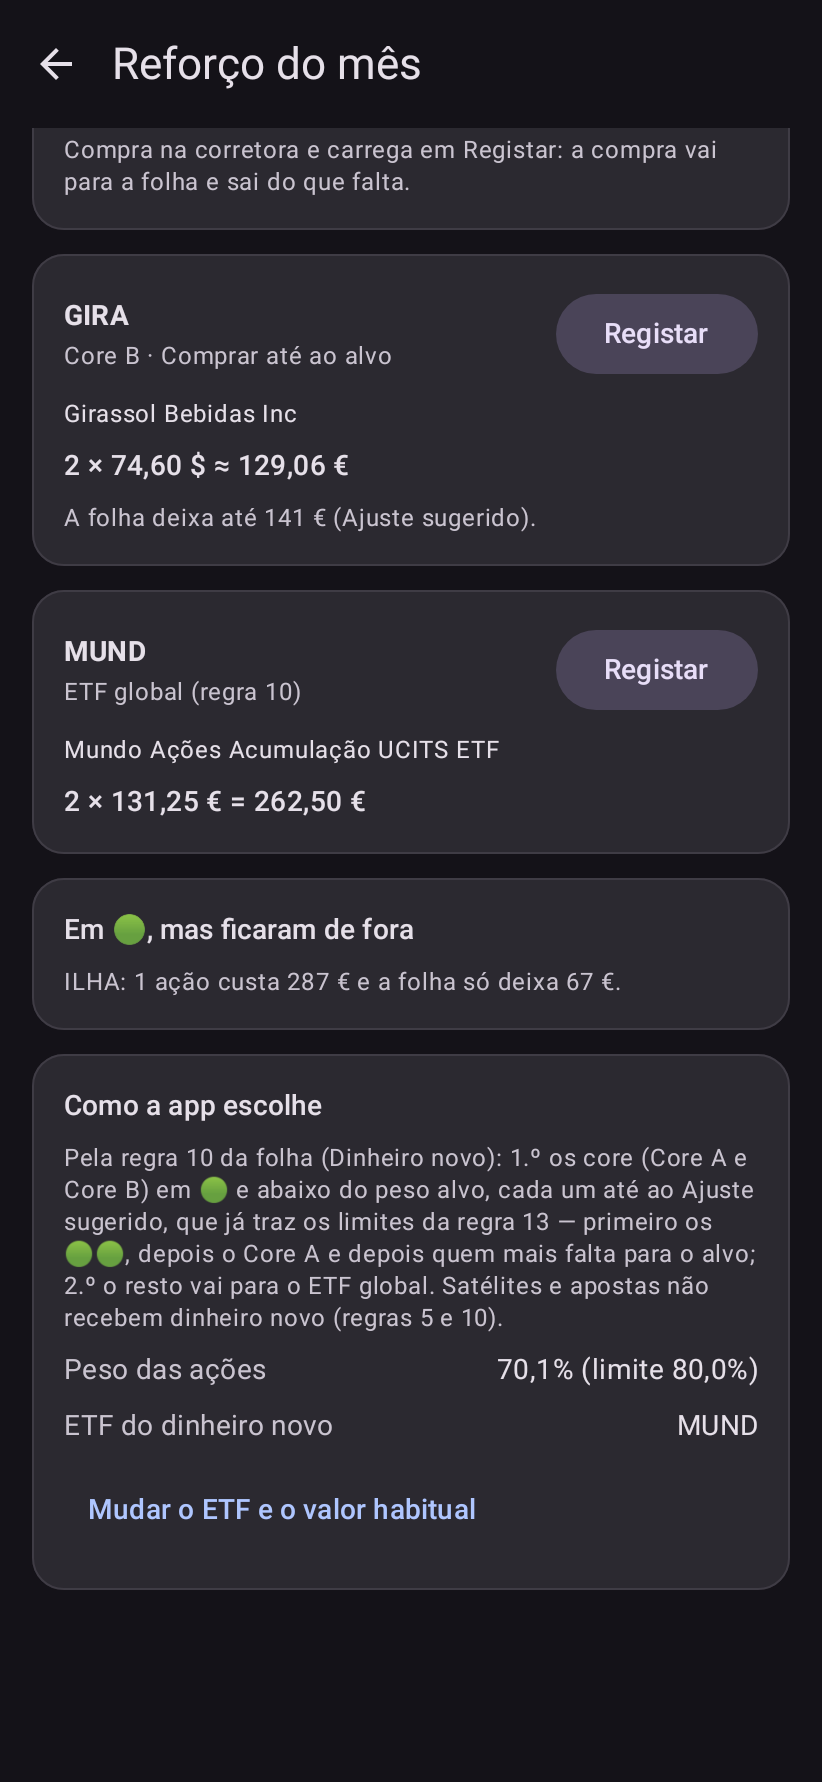 Reforço do mês
Compra na corretora e carrega em Registar: a compra vai
para a folha e sai do que falta.
GIRA
Registar
Core B · Comprar até ao alvo
Girassol Bebidas Inc
2 × 74,60 $ ≈ 129,06 €
A folha deixa até 141 € (Ajuste sugerido).
MUND
Registar
ETF global (regra 10)
Mundo Ações Acumulação UCITS ETF
2 × 131,25 € = 262,50 €
Em 🟢, mas ficaram de fora
ILHA: 1 ação custa 287 € e a folha só deixa 67 €.
Como a app escolhe
Pela regra 10 da folha (Dinheiro novo): 1.º os core (Core A e
Core B) em 🟢 e abaixo do peso alvo, cada um até ao Ajuste
sugerido, que já traz os limites da regra 13 — primeiro os
🟢🟢, depois o Core A e depois quem mais falta para o alvo;
2.º o resto vai para o ETF global. Satélites e apostas não
recebem dinheiro novo (regras 5 e 10).
Peso das ações 70,1% (limite 80,0%)
ETF do dinheiro novo MUND
Mudar o ETF e o valor habitual